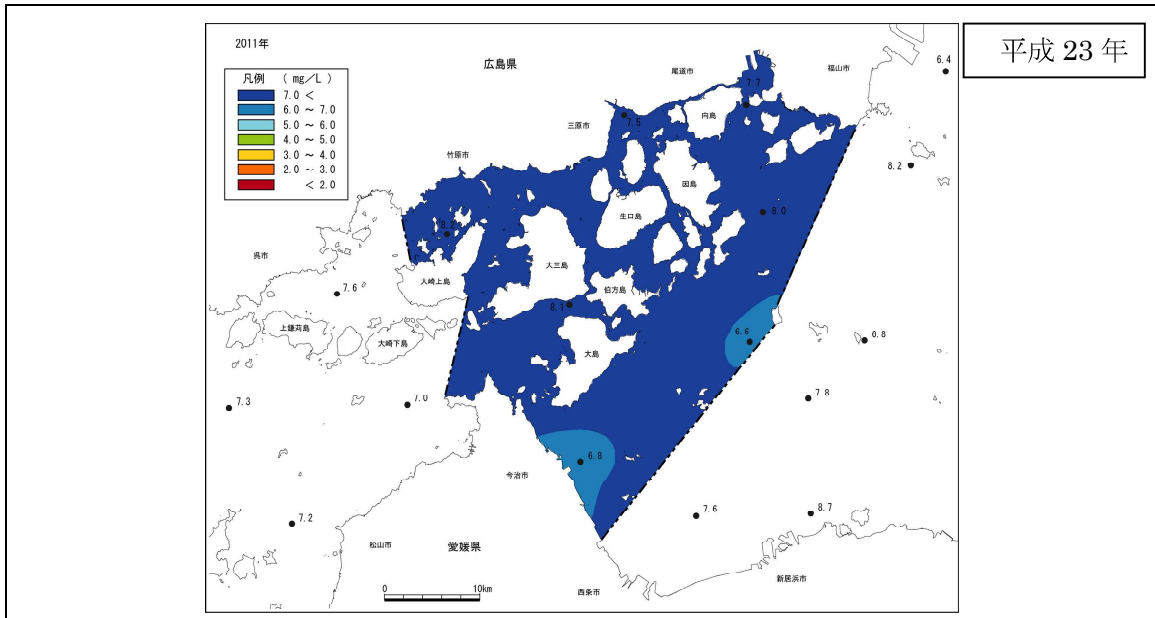 平成 23 年
2011年
凡例 ( mg/L )
7.0 <
6.0 ~ 7.0
5.0 ~ 6.0
4.0 ~ 5.0
3.0 ~ 4.0
2.0 ~ 3.0
< 2.0
広島県
尾道市
福山市
6.4
7.7
三原市
7.5
向島
竹原市
8.2
因島
8.0
生口島
8.2
呉市
大三島
大崎上島
7.6
伯方島
8.1
上鎌苅島
大崎下島
6.6
0.8
大島
7.3
7.0
7.8
6.8
今治市
7.2
7.6
8.7
松山市
愛媛県
新居浜市
0 10km
西条市